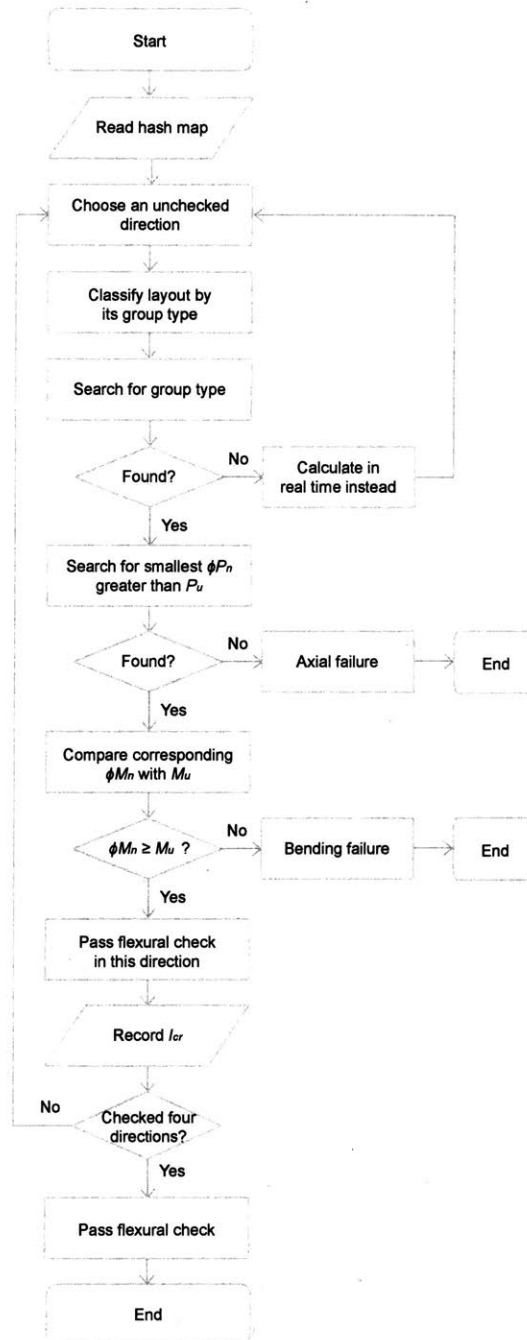 Start
Read hash map
Choose an unchecked
direction
Classify layout by
its group type
Search for group type
Found?
No
Calculate in
real time instead
Yes
Search for smallest ϕPn
greater than Pu
Found?
No
Axial failure
End
Yes
Compare corresponding
ϕMn with Mu
ϕMn ≥ Mu ?
No
Bending failure
End
Yes
Pass flexural check
in this direction
Record Icr
No
Checked four
directions?
Yes
Pass flexural check
End